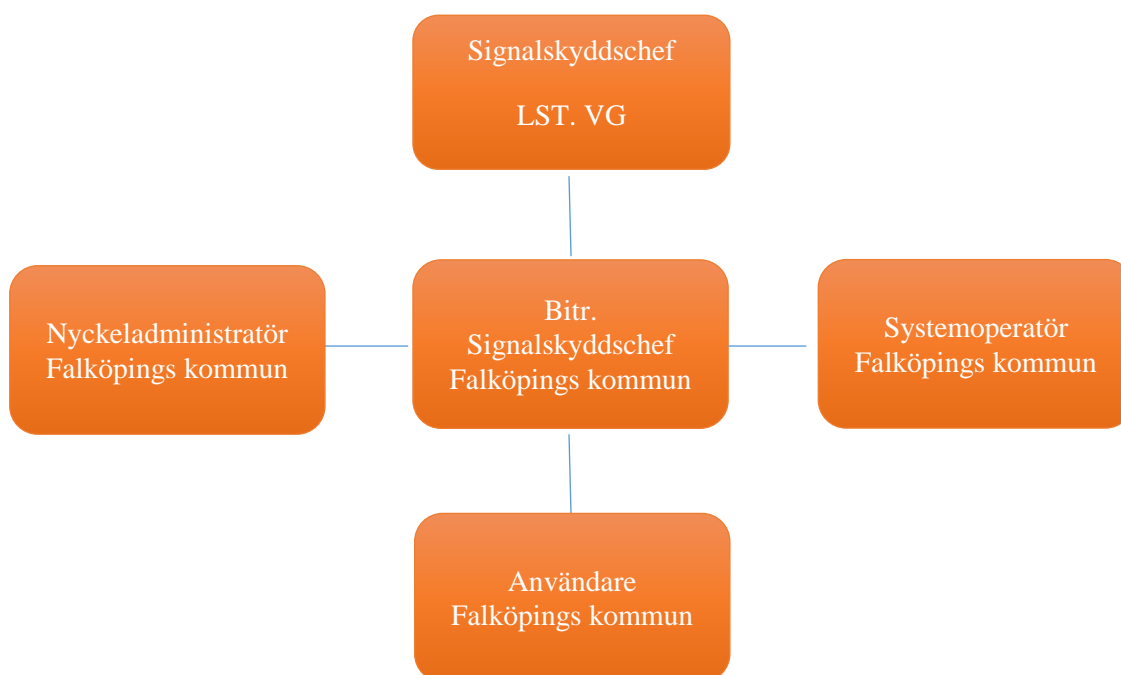 Signalskyddschef
LST. VG
Nyckeladministratör
Falköpings kommun
Bitr.
Signalskyddschef
Falköpings kommun
Systemoperatör
Falköpings kommun
Användare
Falköpings kommun